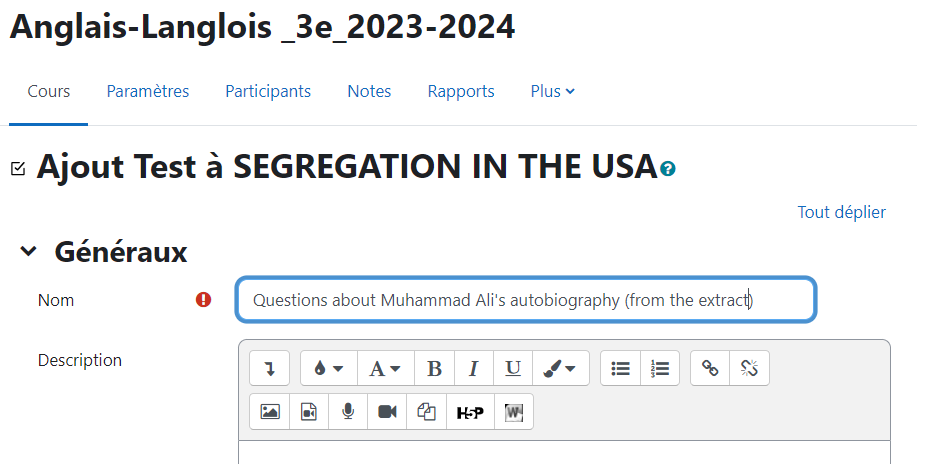 Anglais-Langlois _3e_2023-2024
Cours Paramètres Participants Notes Rapports Plus
Ajout Test à SEGREGATION IN THE USA
Tout déplier
Généraux
Nom Questions about Muhammad Ali's autobiography (from the extract)
Description
A B I U
H5P W